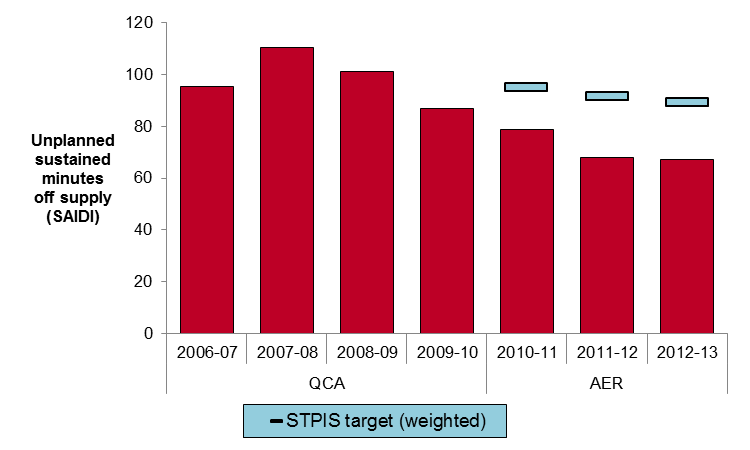 120
100
80
60
40
20
0
Unplanned
sustained
minutes
off supply
(SAIDI)
2006-07 2007-08 2008-09 2009-10 2010-11 2011-12 2012-13
QCA AER
STPIS target (weighted)